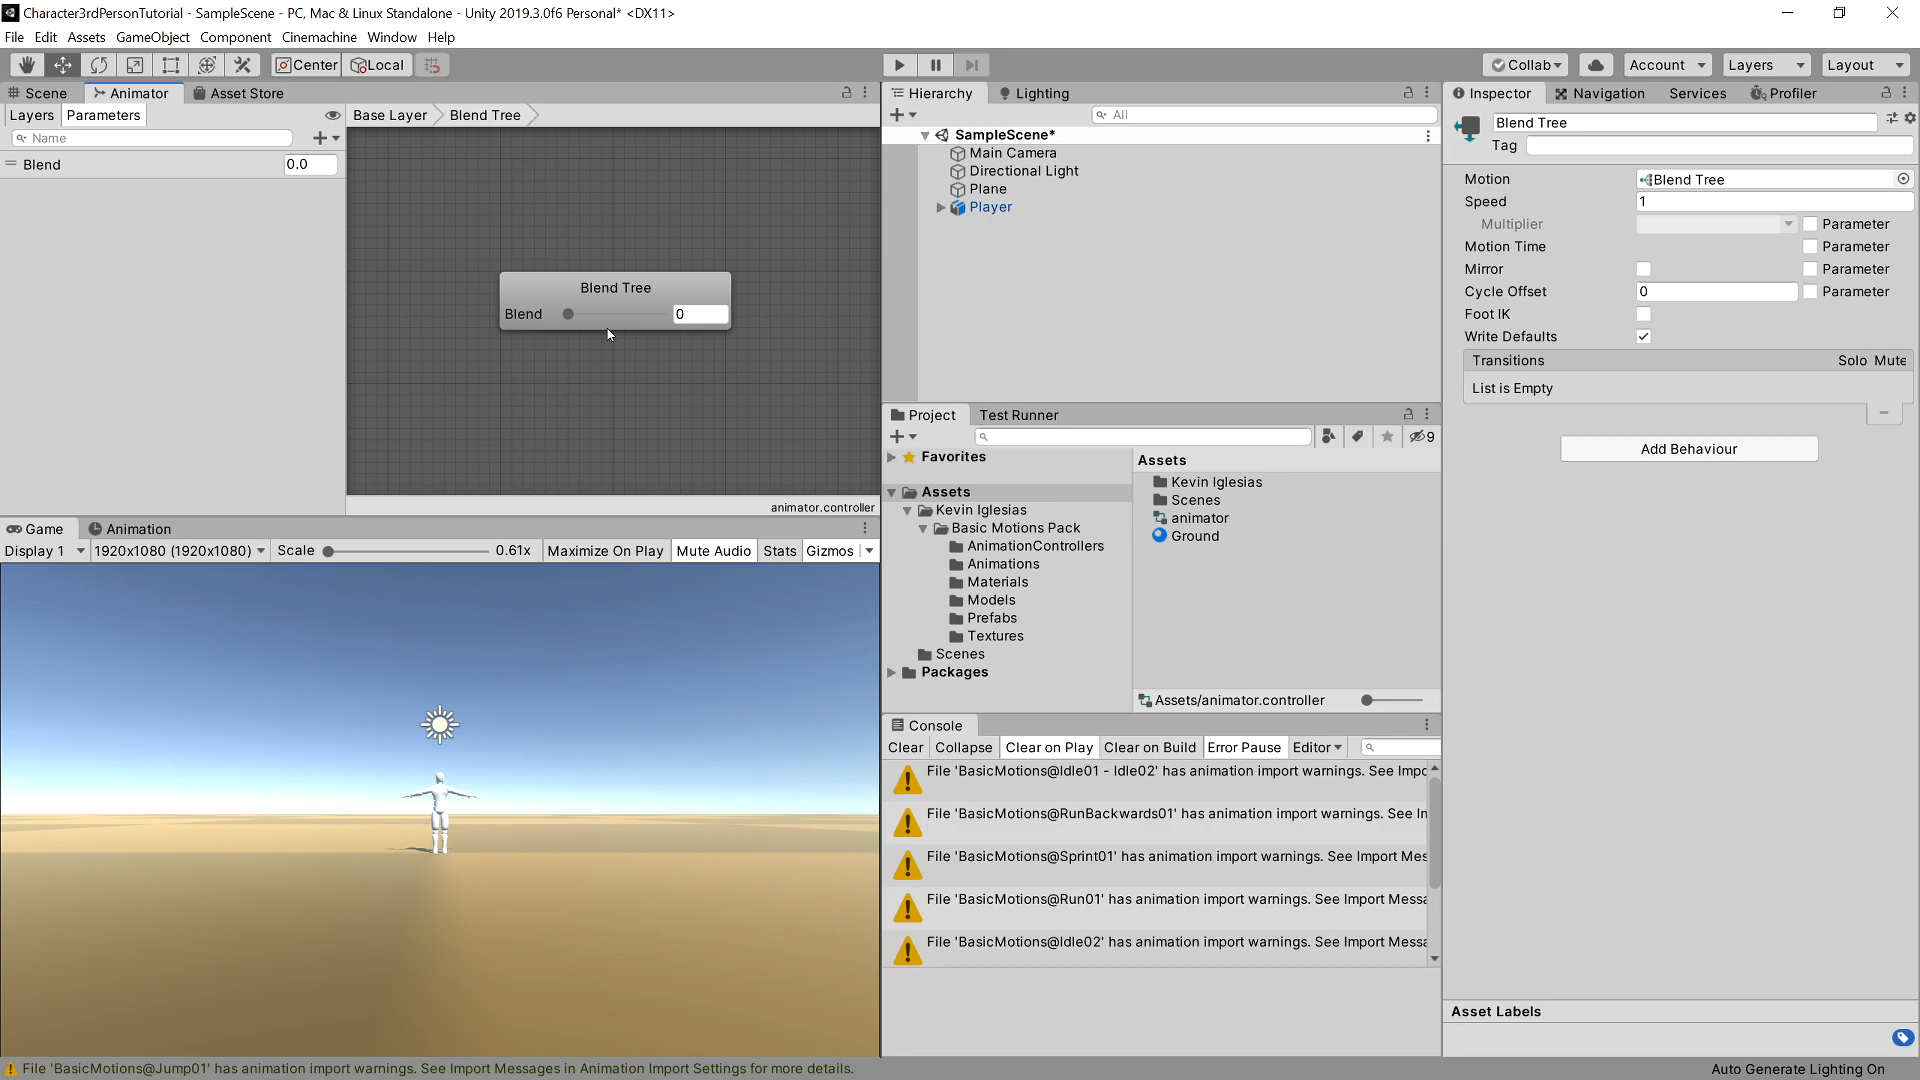 Character3rdPersonTutorial - SampleScene - PC, Mac & Linux Standalone - Unity 2019.3.0f6 Personal* <DX11>
File Edit Assets GameObject Component Cinemachine Window Help
Center Local Collab Account Layers Layout
Scene Animator Asset Store
Layers Parameters Base Layer Blend Tree
Name
Blend 0.0
Blend Tree
Blend 0
animator.controller
Game Animation
Display 1 1920x1080 (1920x1080) Scale 0.61x Maximize On Play Mute Audio Stats Gizmos
Hierarchy Lighting
All
SampleScene*
Main Camera
Directional Light
Plane
Player
Project Test Runner
9
Favorites
Assets
Kevin Iglesias
Basic Motions Pack
AnimationControllers
Animations
Materials
Models
Prefabs
Textures
Scenes
Packages
Assets
Kevin Iglesias
Scenes
animator
Ground
Assets/animator.controller
Console
Clear Collapse Clear on Play Clear on Build Error Pause Editor
File 'BasicMotions@Idle01 - Idle02' has animation import warnings. See Impo
File 'BasicMotions@RunBackwards01' has animation import warnings. See In
File 'BasicMotions@Sprint01' has animation import warnings. See Import Mes
File 'BasicMotions@Run01' has animation import warnings. See Import Messa
File 'BasicMotions@Idle02' has animation import warnings. See Import Messa
Inspector Navigation Services Profiler
Blend Tree
Tag
Motion Blend Tree
Speed 1
Multiplier Parameter
Motion Time Parameter
Mirror Parameter
Cycle Offset 0 Parameter
Foot IK
Write Defaults
Transitions Solo Mute
List is Empty
Add Behaviour
Asset Labels
File 'BasicMotions@Jump01' has animation import warnings. See Import Messages in Animation Import Settings for more details.
Auto Generate Lighting On